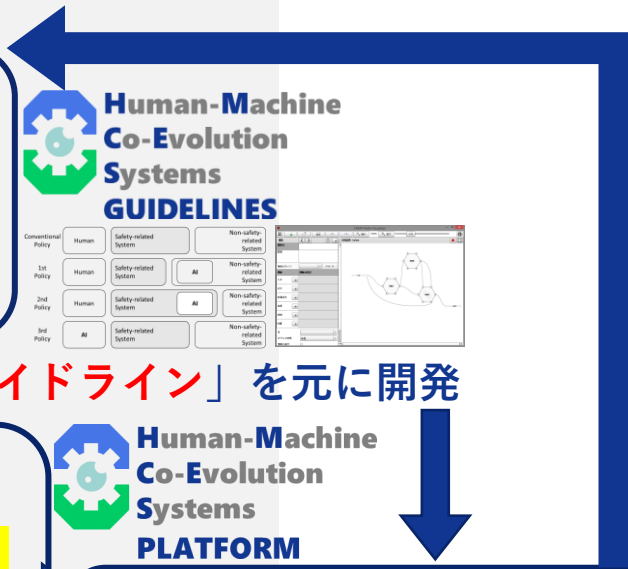 Human-Machine
Co-Evolution
Systems
GUIDELINES
Conventional Policy
Human
Safety-related System
Non-safety-related System
1st Policy
Human
Safety-related System
AI
Non-safety-related System
2nd Policy
Human
Safety-related System
AI
Non-safety-related System
3rd Policy
AI
Safety-related System
Non-safety-related System
イドライン」を元に開発
Human-Machine
Co-Evolution
Systems
PLATFORM